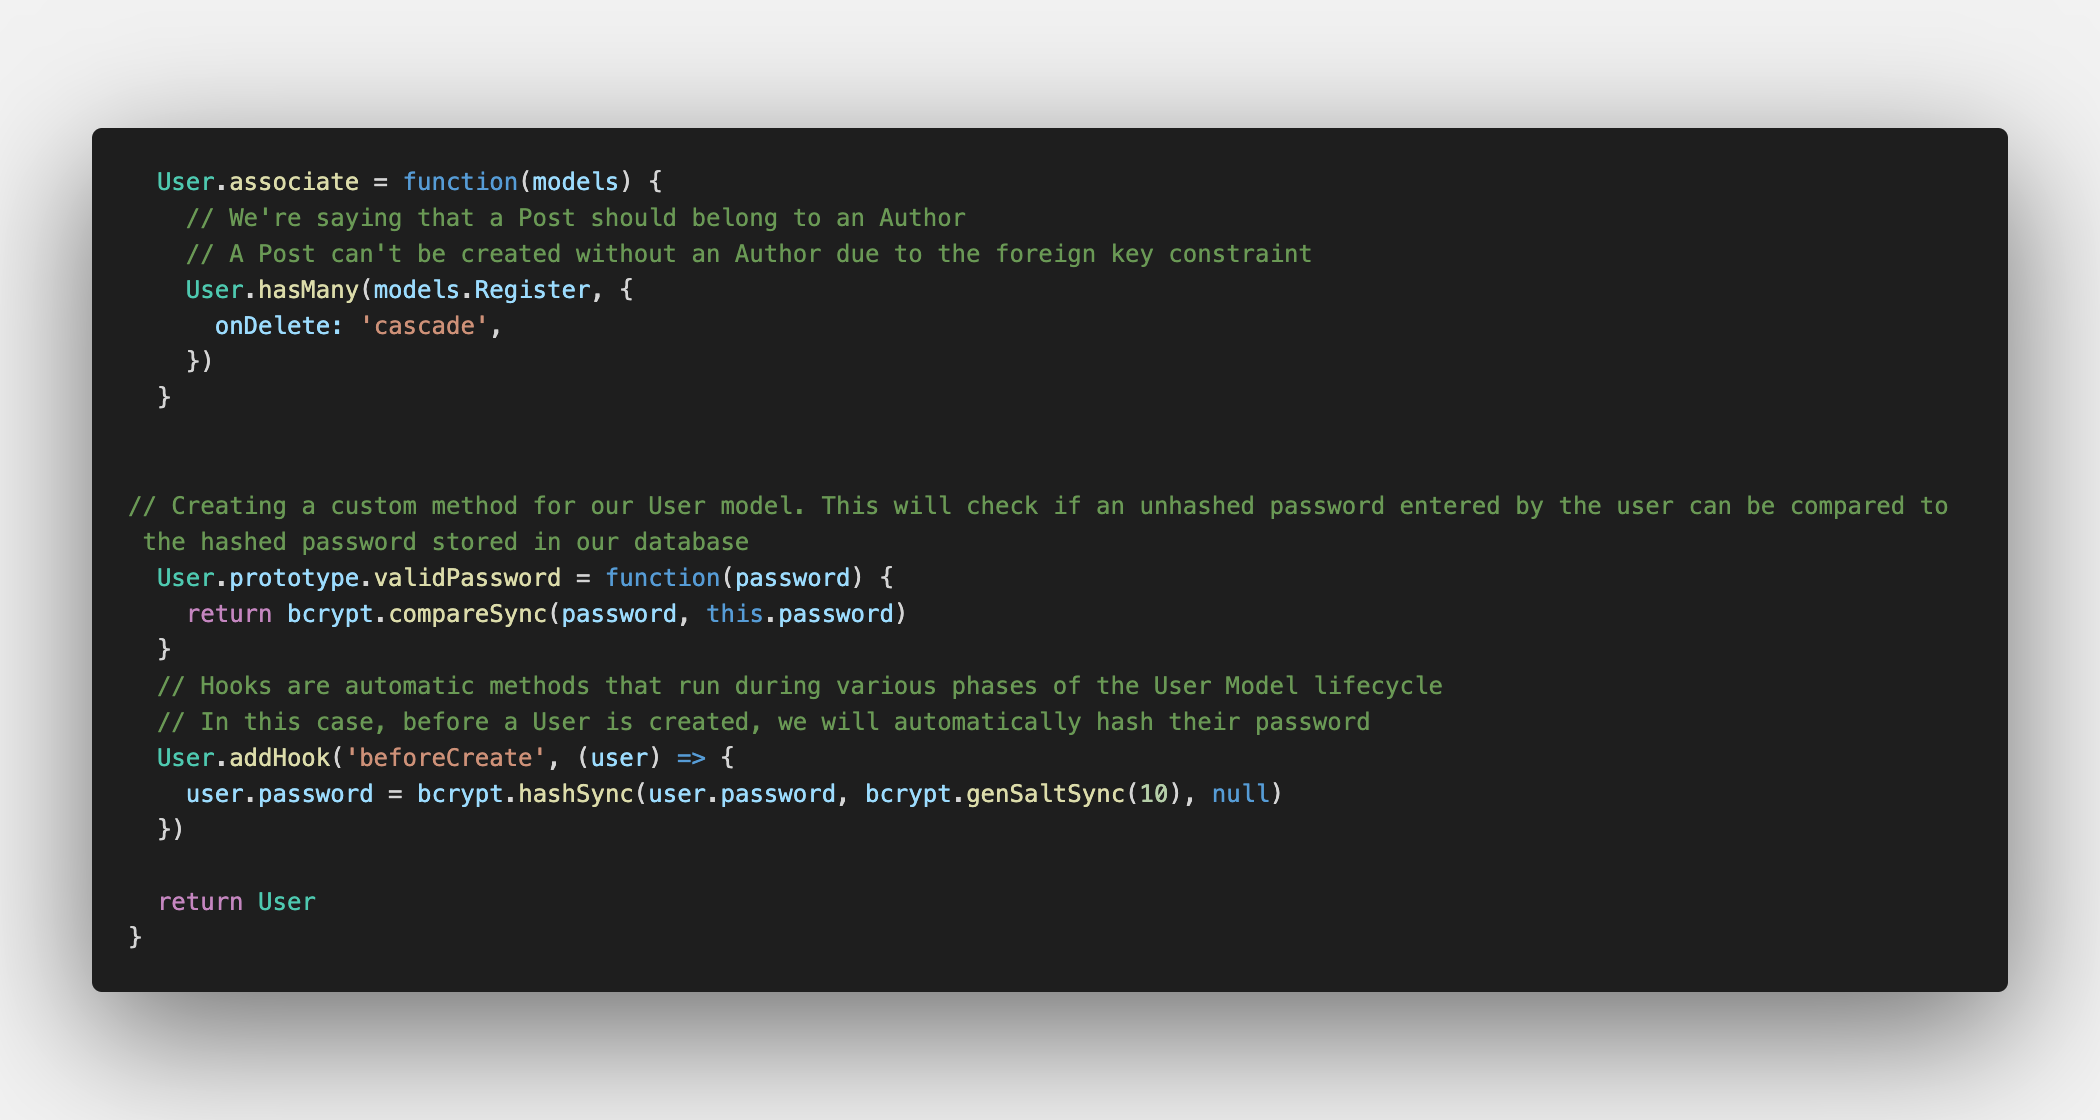 User.associate = function(models) {
// We're saying that a Post should belong to an Author
// A Post can't be created without an Author due to the foreign key constraint
User.hasMany(models.Register, {
onDelete: 'cascade',
})
}
// Creating a custom method for our User model. This will check if an unhashed password entered by the user can be compared to
the hashed password stored in our database
User.prototype.validPassword = function(password) {
return bcrypt.compareSync(password, this.password)
}
// Hooks are automatic methods that run during various phases of the User Model lifecycle
// In this case, before a User is created, we will automatically hash their password
User.addHook('beforeCreate', (user) => {
user.password = bcrypt.hashSync(user.password, bcrypt.genSaltSync(10), null)
})
return User
}